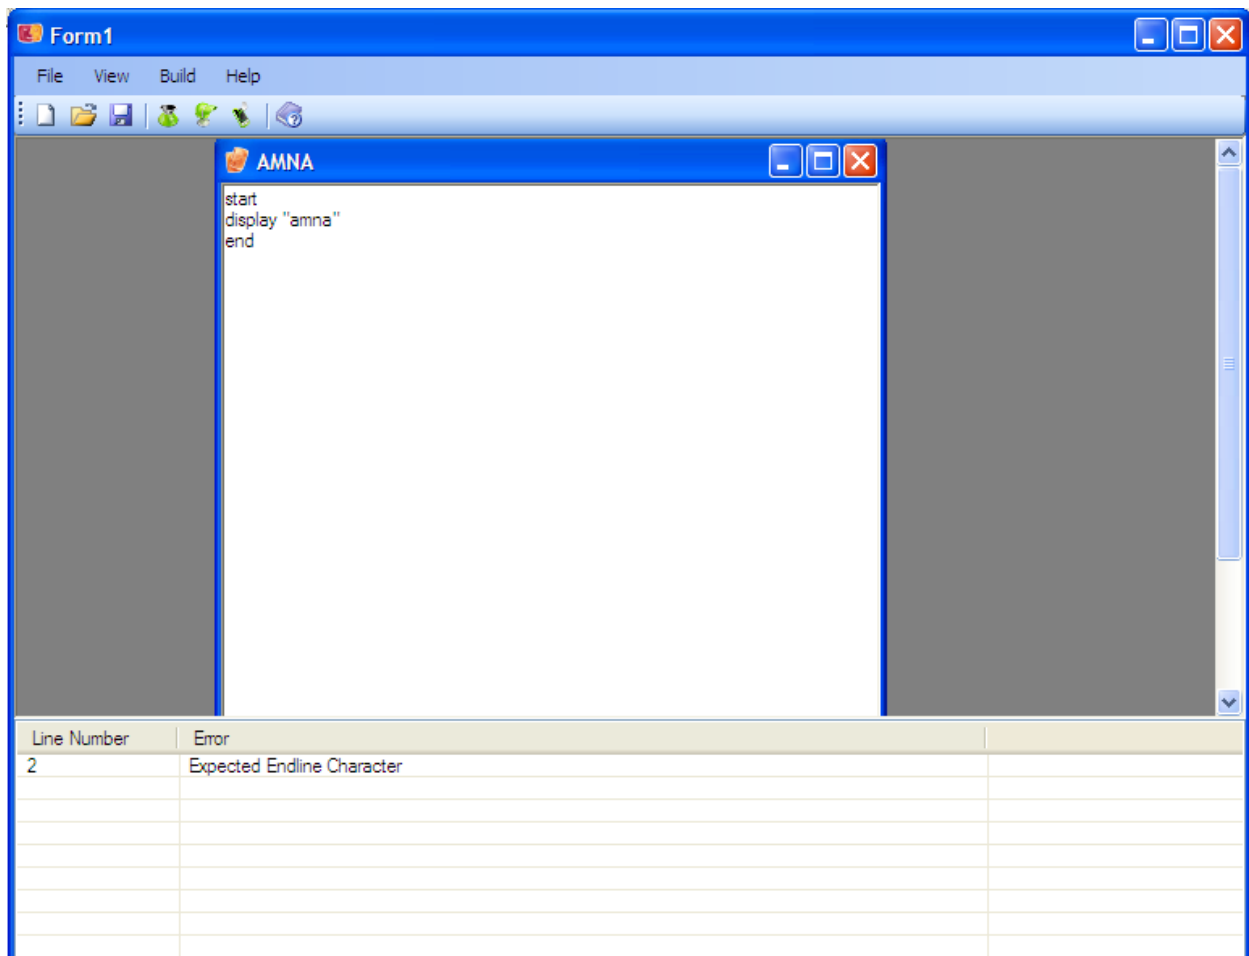 Form1
File View Build Help
AMNA
start
display "amna"
end
Line Number Error
2 Expected Endline Character